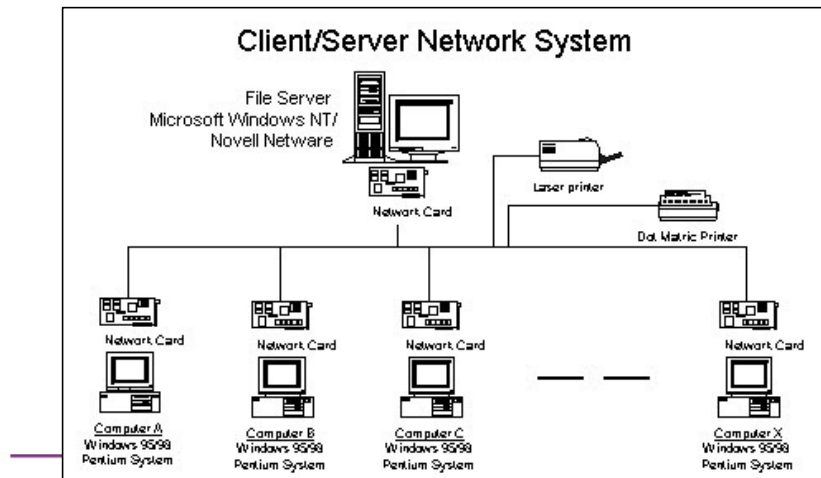 Client/Server Network System
File Server
Microsoft Windows NT/
Novell Netware
Network Card
Laser printer
Dot Matric Printer
Network Card
Network Card
Network Card
Network Card
Computer A
Windows 95/98
Pentium System
Computer B
Windows 95/98
Pentium System
Computer C
Windows 95/98
Pentium System
Computer X
Windows 95/98
Pentium System